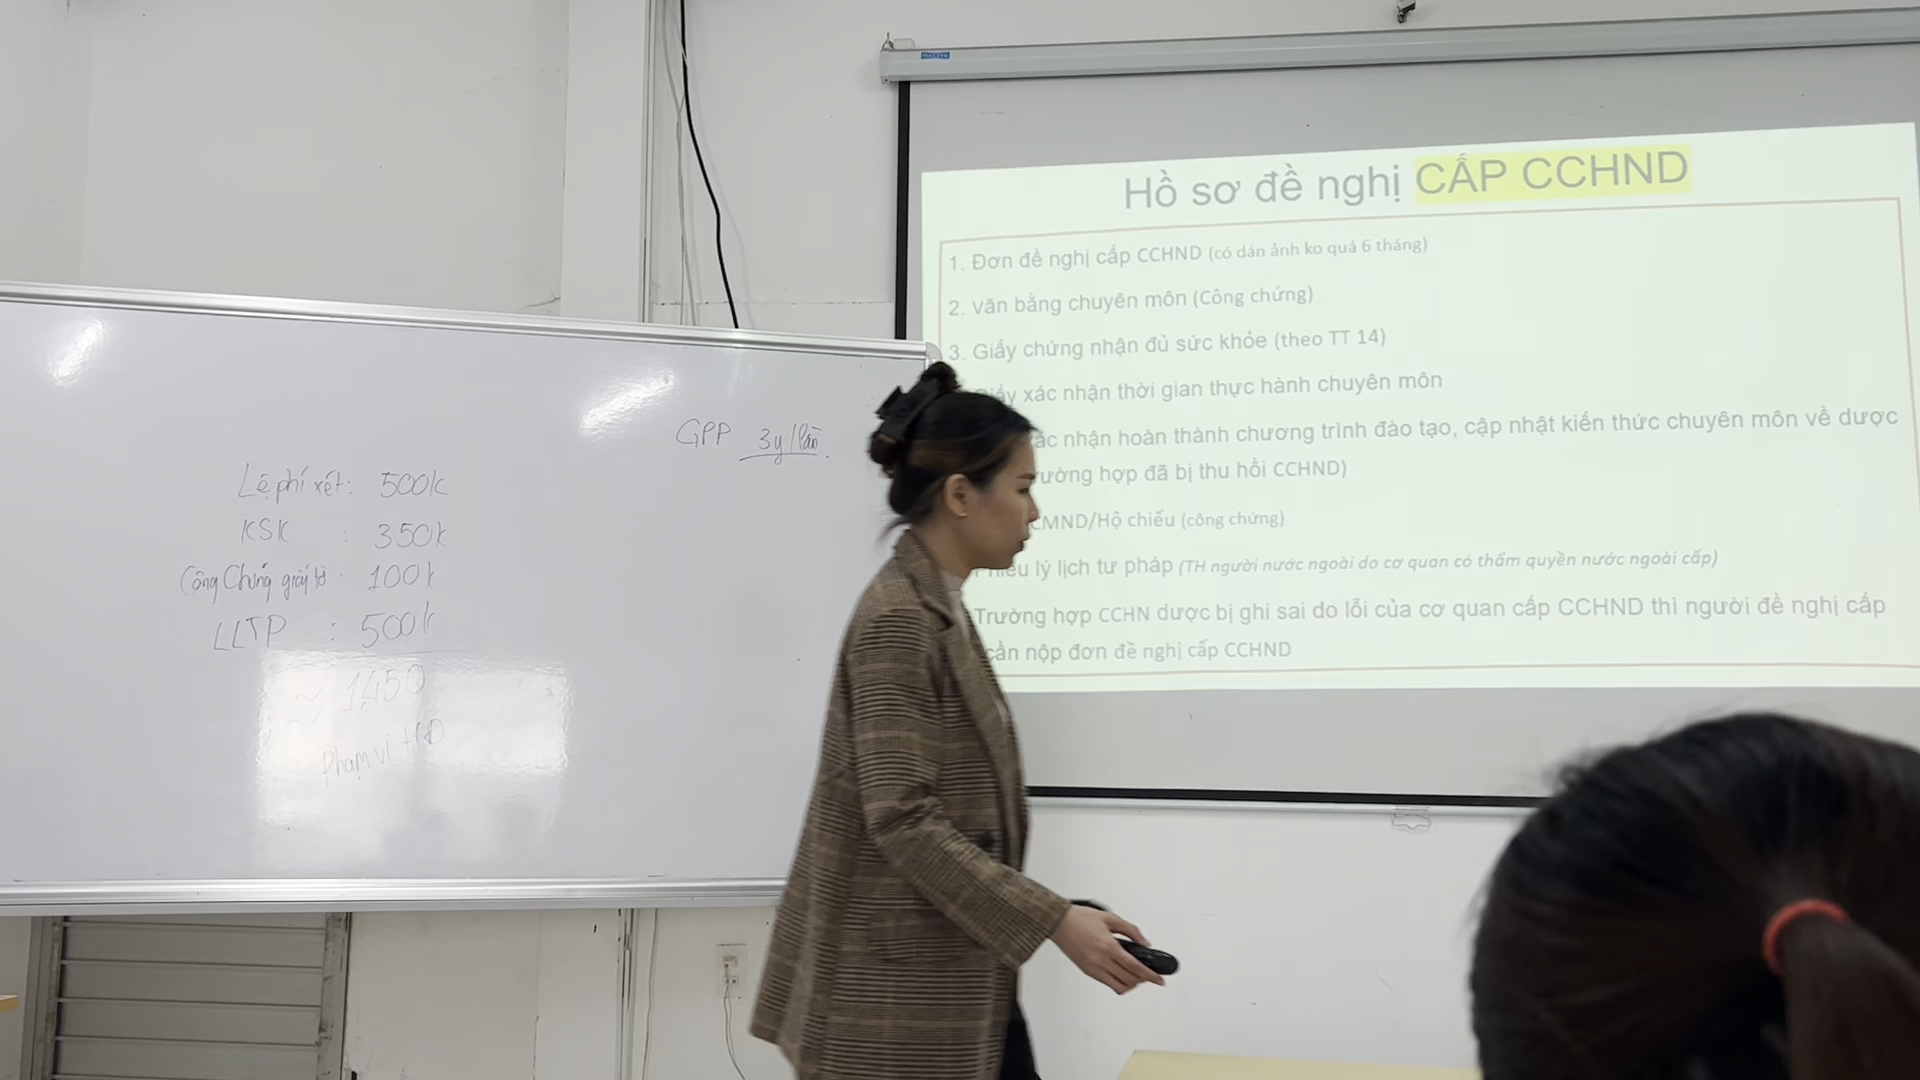 GPP 3y/lần.
Lệ phí xét: 500k
KSK : 350k
Công Chứng giấy tờ : 100k
LLTP : 500k
≈ 1,450
Phạm vi HĐ
Hồ sơ đề nghị CẤP CCHND
1. Đơn đề nghị cấp CCHND (có dán ảnh ko quá 6 tháng)
2. văn bằng chuyên môn (Công chứng)
3. Giấy chứng nhận đủ sức khỏe (theo TT 14)
xác nhận thời gian thực hành chuyên môn
nhận hoàn thành chương trình đào tạo, cập nhật kiến thức chuyên môn về dược
hợp đã bị thu hồi CCHND)
CMND/Hộ chiếu (công chứng)
lý lịch tư pháp (TH người nước ngoài do cơ quan có thẩm quyền nước ngoài cấp)
Trường hợp CCHN dược bị ghi sai do lỗi của cơ quan cấp CCHND thì người đề nghị cấp
cần nộp đơn đề nghị cấp CCHND